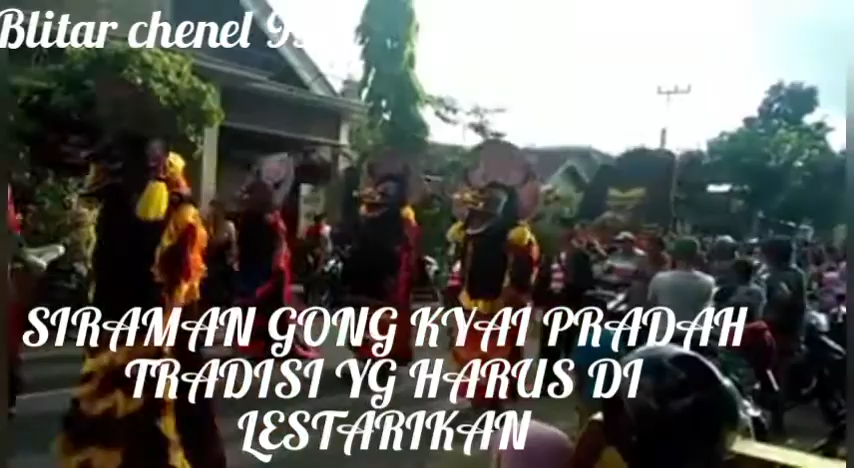 Blitar chenel
SIRAMAN GONG KYAI PRADAH
TRADISI YG HARUS DI
LESTARIKAN